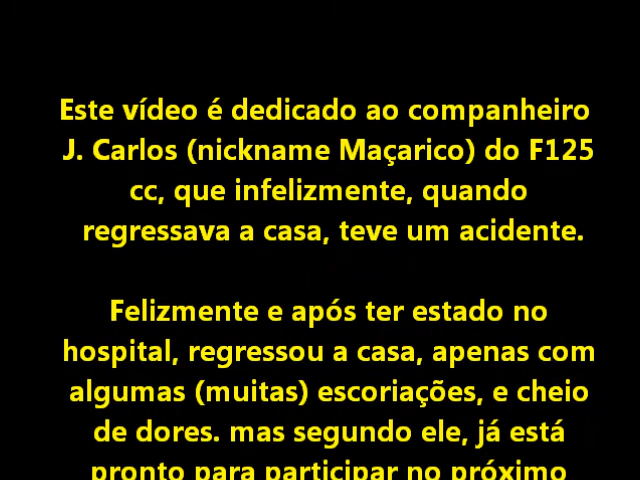 Este vídeo é dedicado ao companheiro
J. Carlos (nickname Maçarico) do F125
cc, que infelizmente, quando
regressava a casa, teve um acidente.
Felizmente e após ter estado no
hospital, regressou a casa, apenas com
algumas (muitas) escoriações, e cheio
de dores. mas segundo ele, já está
pronto para participar no próximo